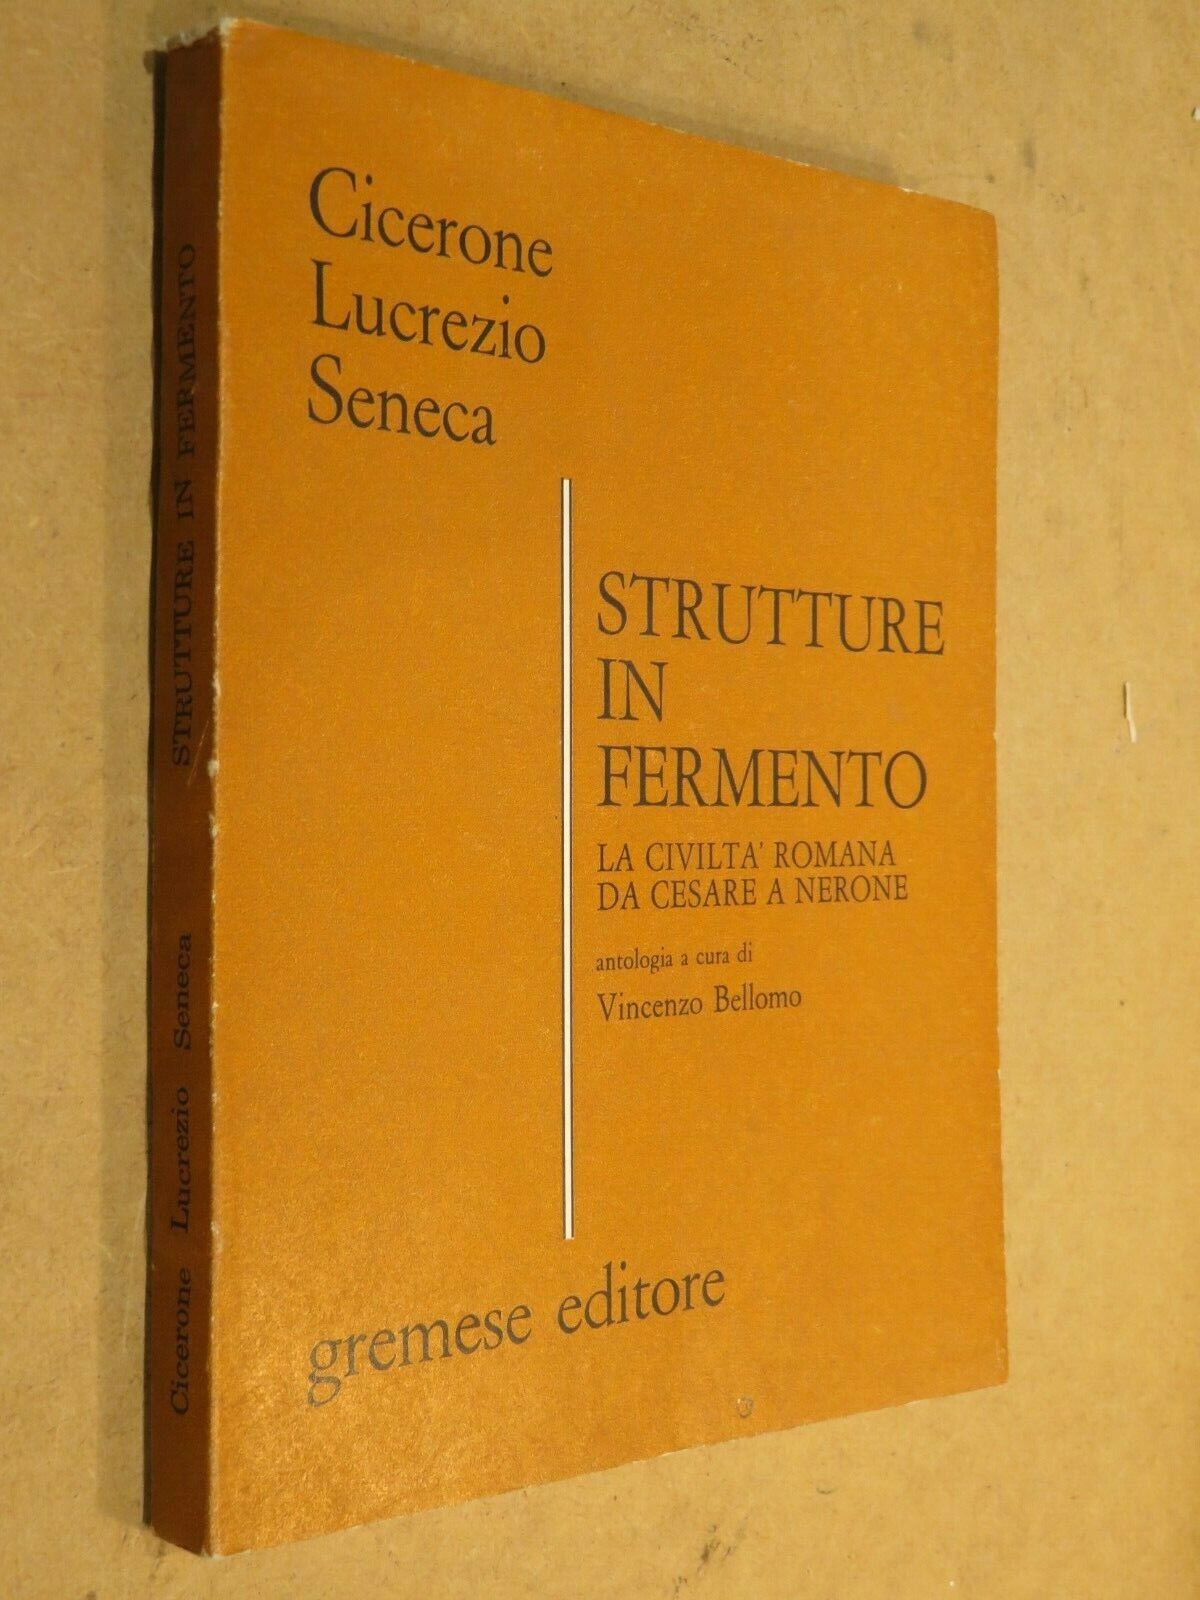 Cicerone
Lucrezio
Seneca
STRUTTURE
IN
FERMENTO
LA CIVILTA' ROMANA
DA CESARE A NERONE
antologia a cura di
Vincenzo Bellomo
gremese editore
Cicerone Lucrezio Seneca STRUTTURE IN FERMENTO